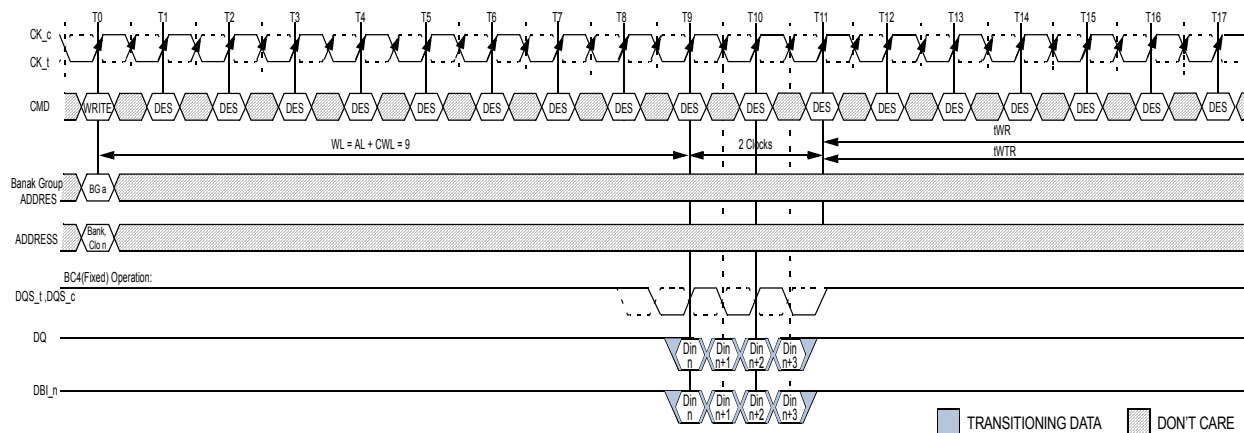 T0 T1 T2 T3 T4 T5 T6 T7 T8 T9 T10 T11 T12 T13 T14 T15 T16 T17
CK_c
CK_t
CMD WRITE DES DES DES DES DES DES DES DES DES DES DES DES DES DES DES DES DES
WL = AL + CWL = 9 2 Clocks tWR
tWTR
Banak Group
ADDRES
BG a
ADDRESS
Bank,
Clo n
BC4(Fixed) Operation:
DQS_t ,DQS_c
DQ
Din Din Din Din
n n+1 n+2 n+3
DBI_n
Din Din Din Din
n n+1 n+2 n+3
TRANSITIONING DATA DON'T CARE